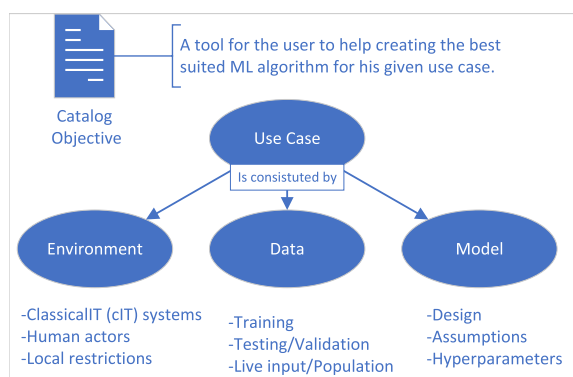 A tool for the user to help creating the best
suited ML algorithm for his given use case.
Catalog
Objective
Use Case
Is consistuted by
Environment
Data
Model
-ClassicalIT (cIT) systems
-Human actors
-Local restrictions
-Training
-Testing/Validation
-Live input/Population
-Design
-Assumptions
-Hyperparameters